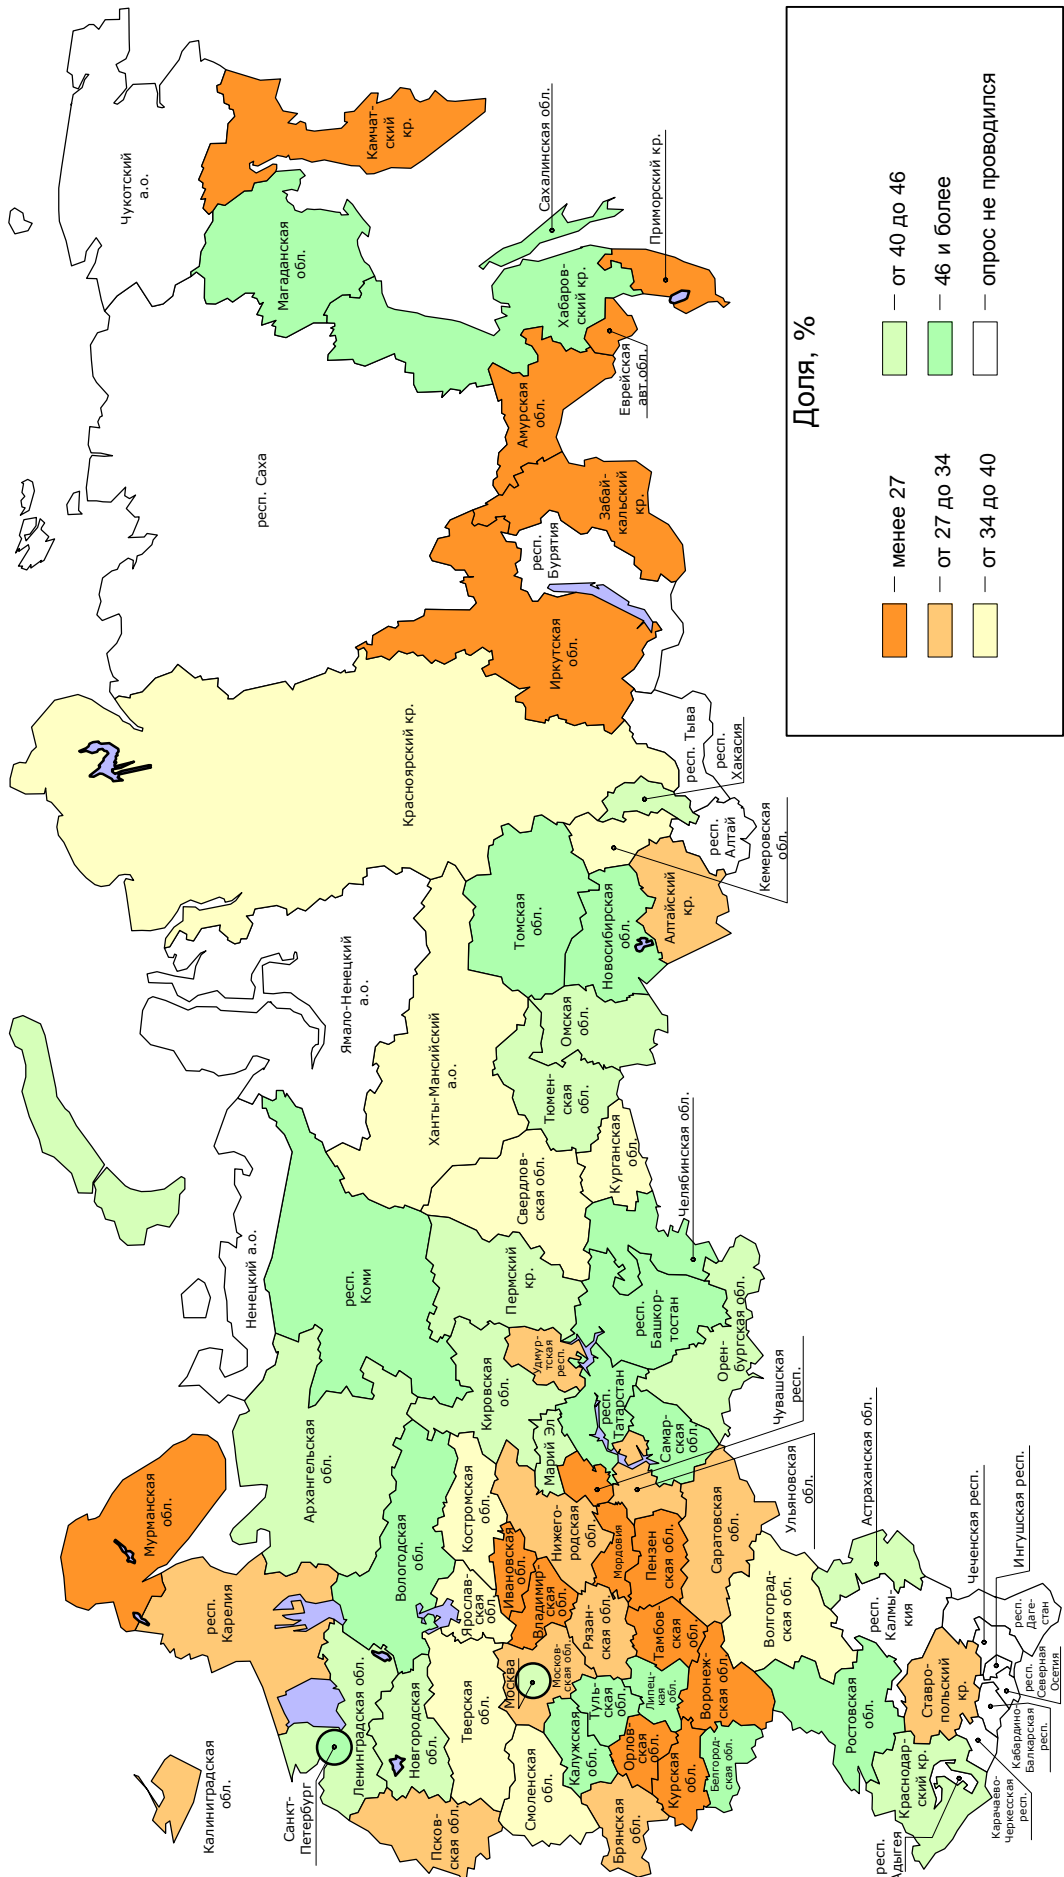 Чукотский
а.о.
Камчат-
ский
кр.
Магаданская
обл.
Сахалинская обл.
Приморский кр.
Хабаров-
ский кр.
Еврейская
авт.обл.
Амурская
обл.
Забай-
кальский
кр.
респ.
Бурятия
Иркутская
обл.
респ. Саха
Красноярский кр.
респ. Тыва
респ.
Хакасия
респ.
Алтай
Кемеровская
обл.
Алтайский
кр.
Томская
обл.
Новосибирская
обл.
Омская
обл.
Тюмен-
ская
обл.
Ямало-Ненецкий
а.о.
Ханты-Мансийский
а.о.
Курганская
обл.
Свердлов-
ская обл.
Челябинская обл.
Ненецкий а.о.
респ.
Коми
Пермский
кр.
респ.
Башкор-
тостан
Орен-
бургская обл.
Удмур-
тская
респ.
Кировская
обл.
респ.
Татарстан
Самар-
ская
обл.
Марий Эл
Чувашская
респ.
Ульяновская
обл.
Архангельская
обл.
Мурманская
обл.
респ.
Карелия
Вологодская
обл.
Костромская
обл.
Нижего-
родская
обл.
Мордовия
Пензен-
ская обл.
Саратовская
обл.
Ивановская
обл.
Владимир-
ская
обл.
Ярослав-
ская
обл.
Рязан-
ская обл.
Тамбов-
ская
обл.
Волгоград-
ская обл.
Астраханская обл.
респ.
Калмы-
кия
Чеченская респ.
Ингушская респ.
респ.
Даге-
стан
респ.
Северная
Осетия
Кабардино-
Балкарская
респ.
Карачаево-
Черкесская
респ.
Ставро-
польский
кр.
Ростовская
обл.
Краснодар-
ский кр.
респ.
Адыгея
Москва
Москов-
ская обл.
Тверская
обл.
Туль-
ская
обл.
Липец-
кая
обл.
Воронеж-
ская обл.
Калужская
обл.
Орлов-
ская
обл.
Курская
обл.
Белгород-
ская обл.
Смоленская
обл.
Брянская
обл.
Ленинградская обл.
Новгородская
обл.
Псков-
ская обл.
Санкт-
Петербург
Калиниградская
обл.
Доля, %
менее 27
от 27 до 34
от 34 до 40
от 40 до 46
46 и более
опрос не проводился